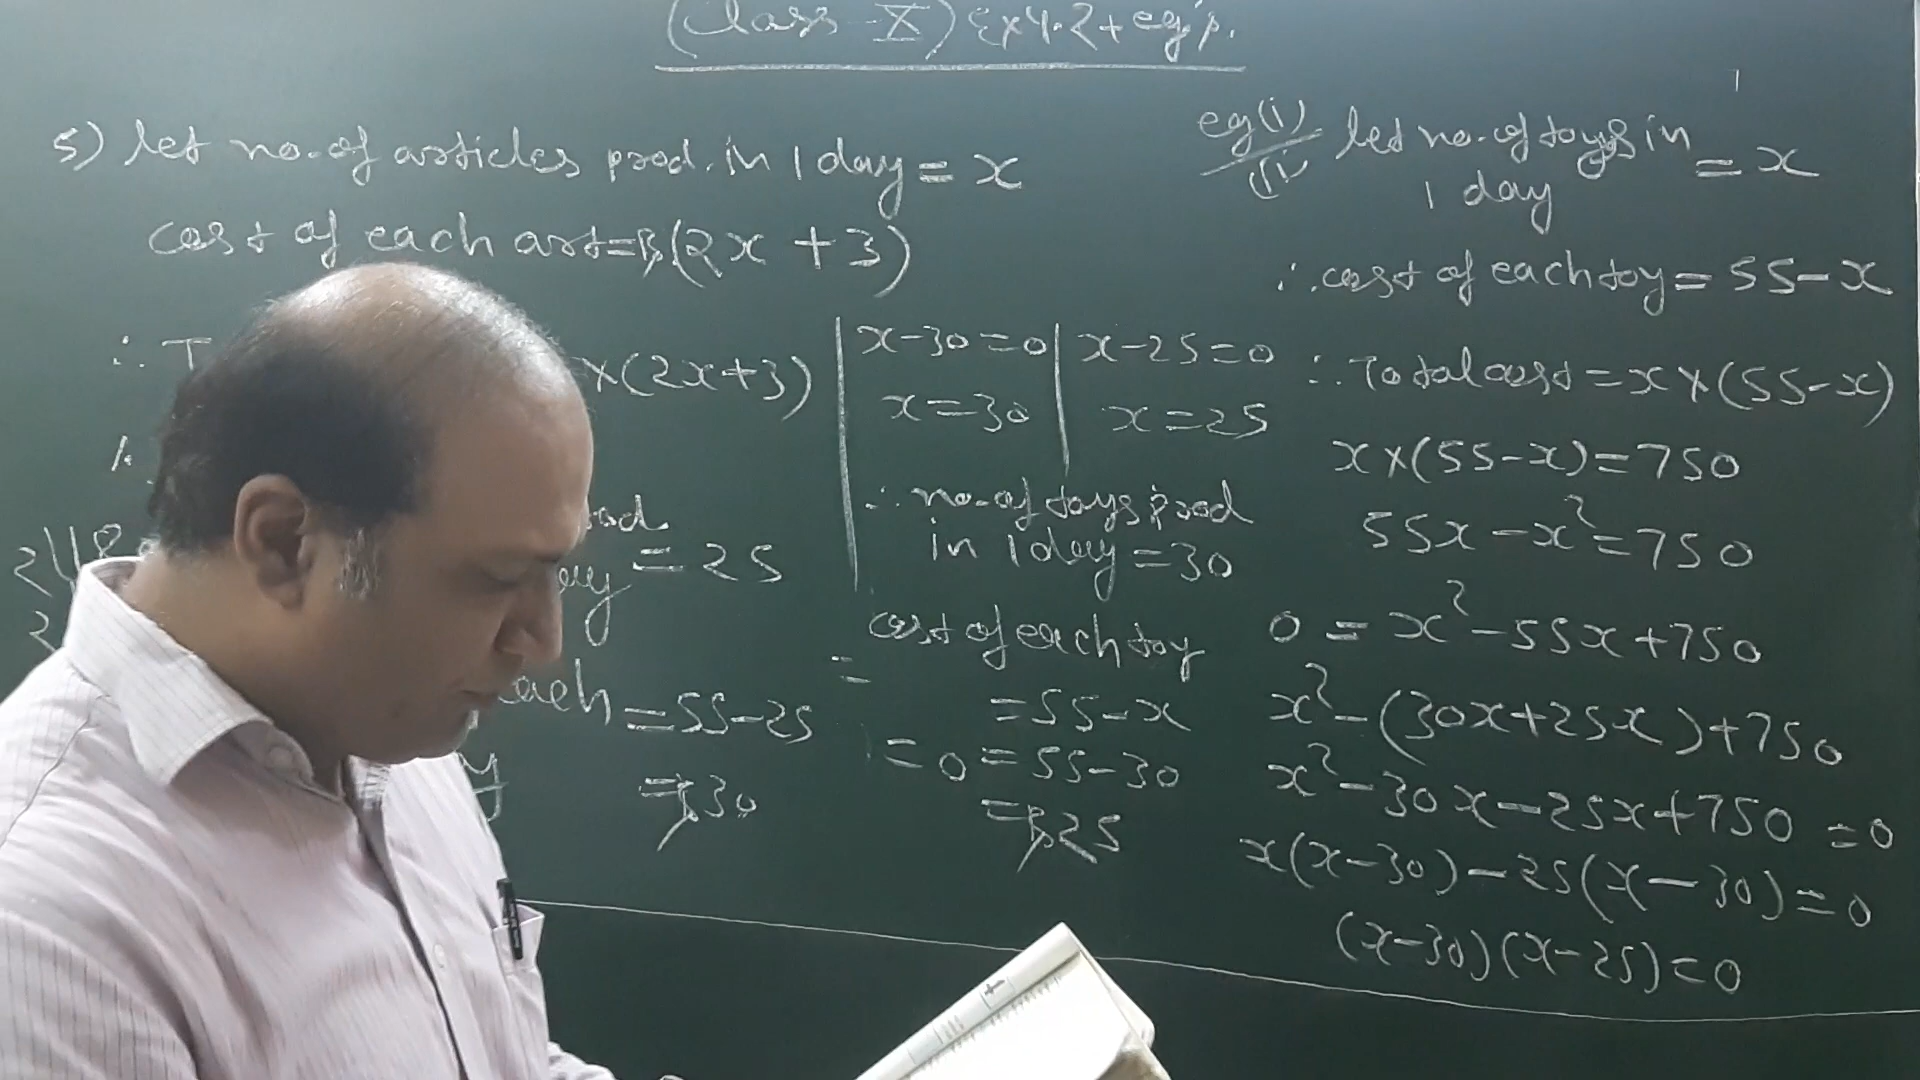 (Class-X) Ex 4.2 + eg's.
5) let no. of articles prod. in 1 day = x
cost of each art = ₹(2x + 3)
∴ T
x(2x+3)
prod
= 25
each = 55-25
= ₹30
x-30=0 | x-25=0
x=30 | x=25
∴ no. of toys prod
in 1 day = 30
cost of each toy
= 55-x
= 0 = 55-30
= ₹25
eg(i)
(ii)
let no. of toys in
1 day = x
∴ cost of each toy = 55-x
∴ Total cost = x×(55-x)
x×(55-x)=750
55x-x²=750
0 = x²-55x+750
x²-(30x+25x)+750
x²-30x-25x+750=0
x(x-30)-25(x-30)=0
(x-30)(x-25)=0